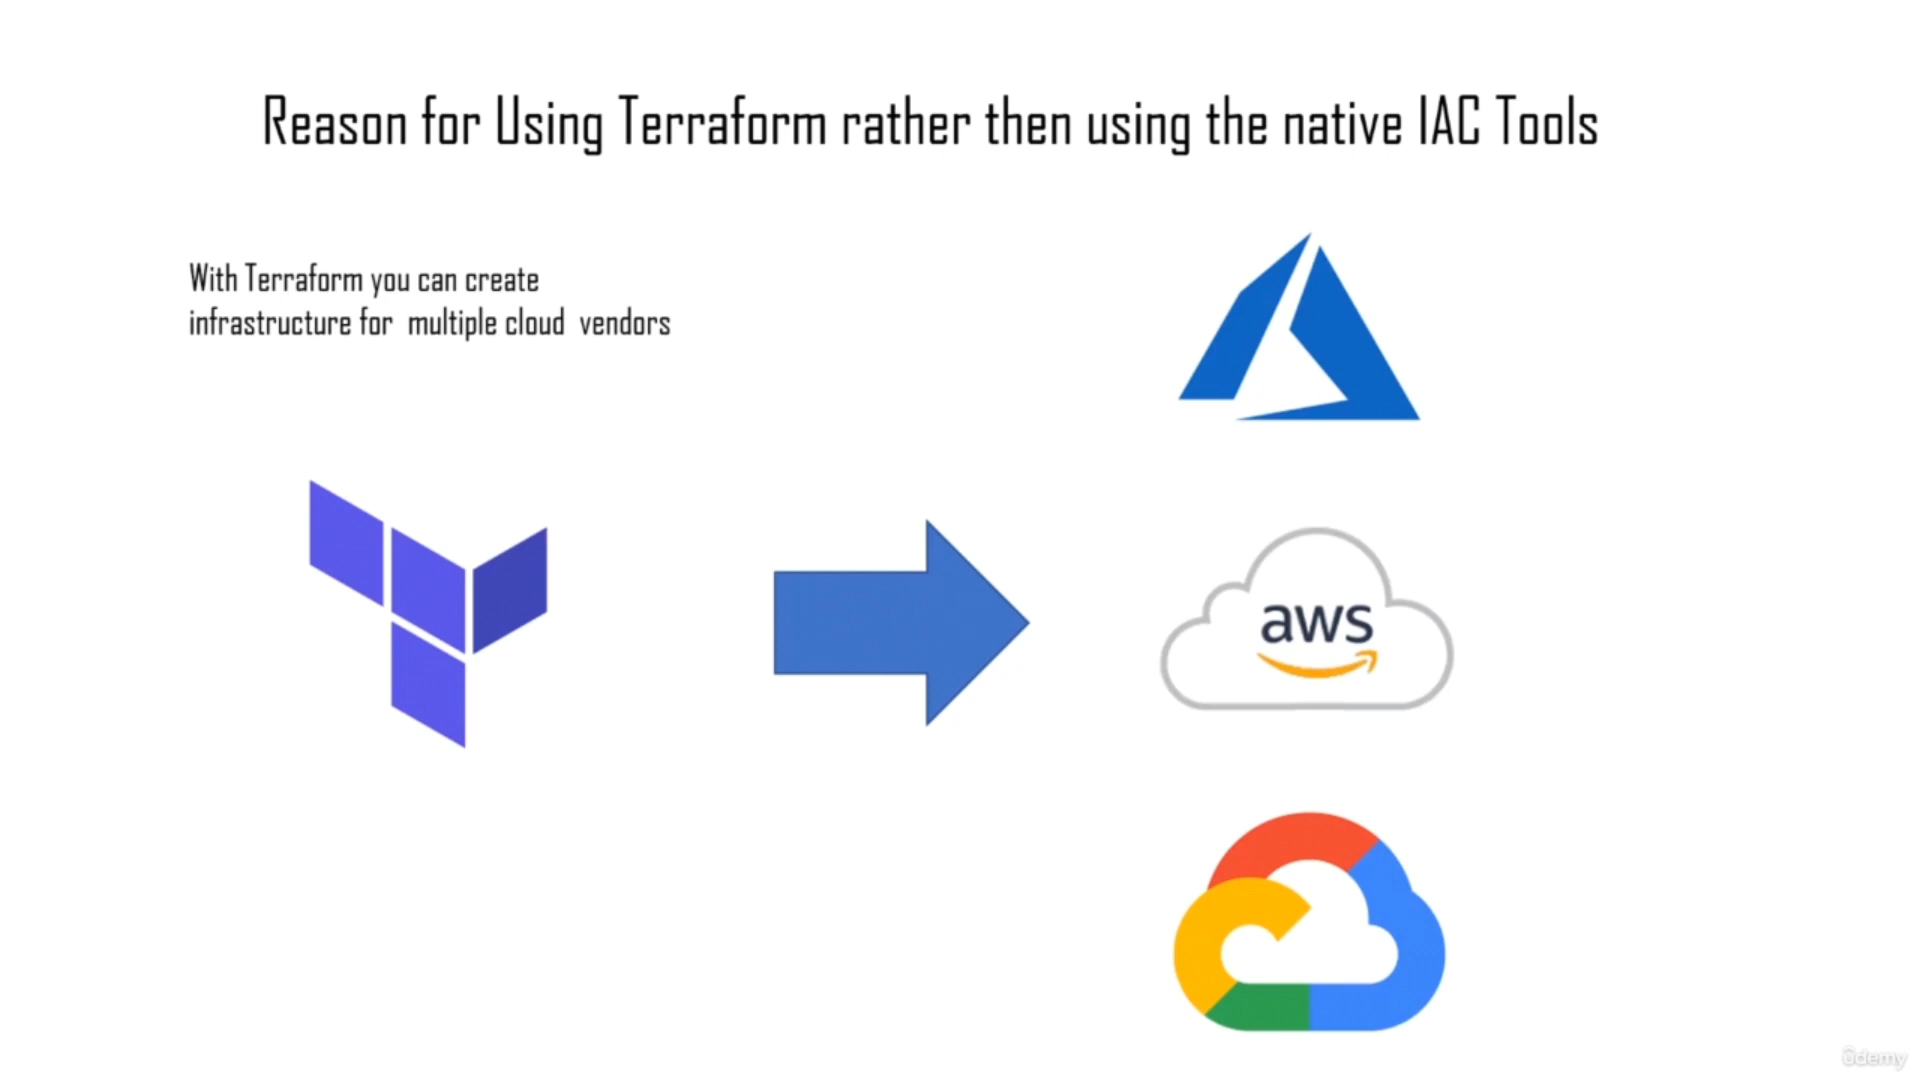 Reason for Using Terraform rather then using the native IAC Tools
With Terraform you can create
infrastructure for multiple cloud vendors
aws
ûdemy